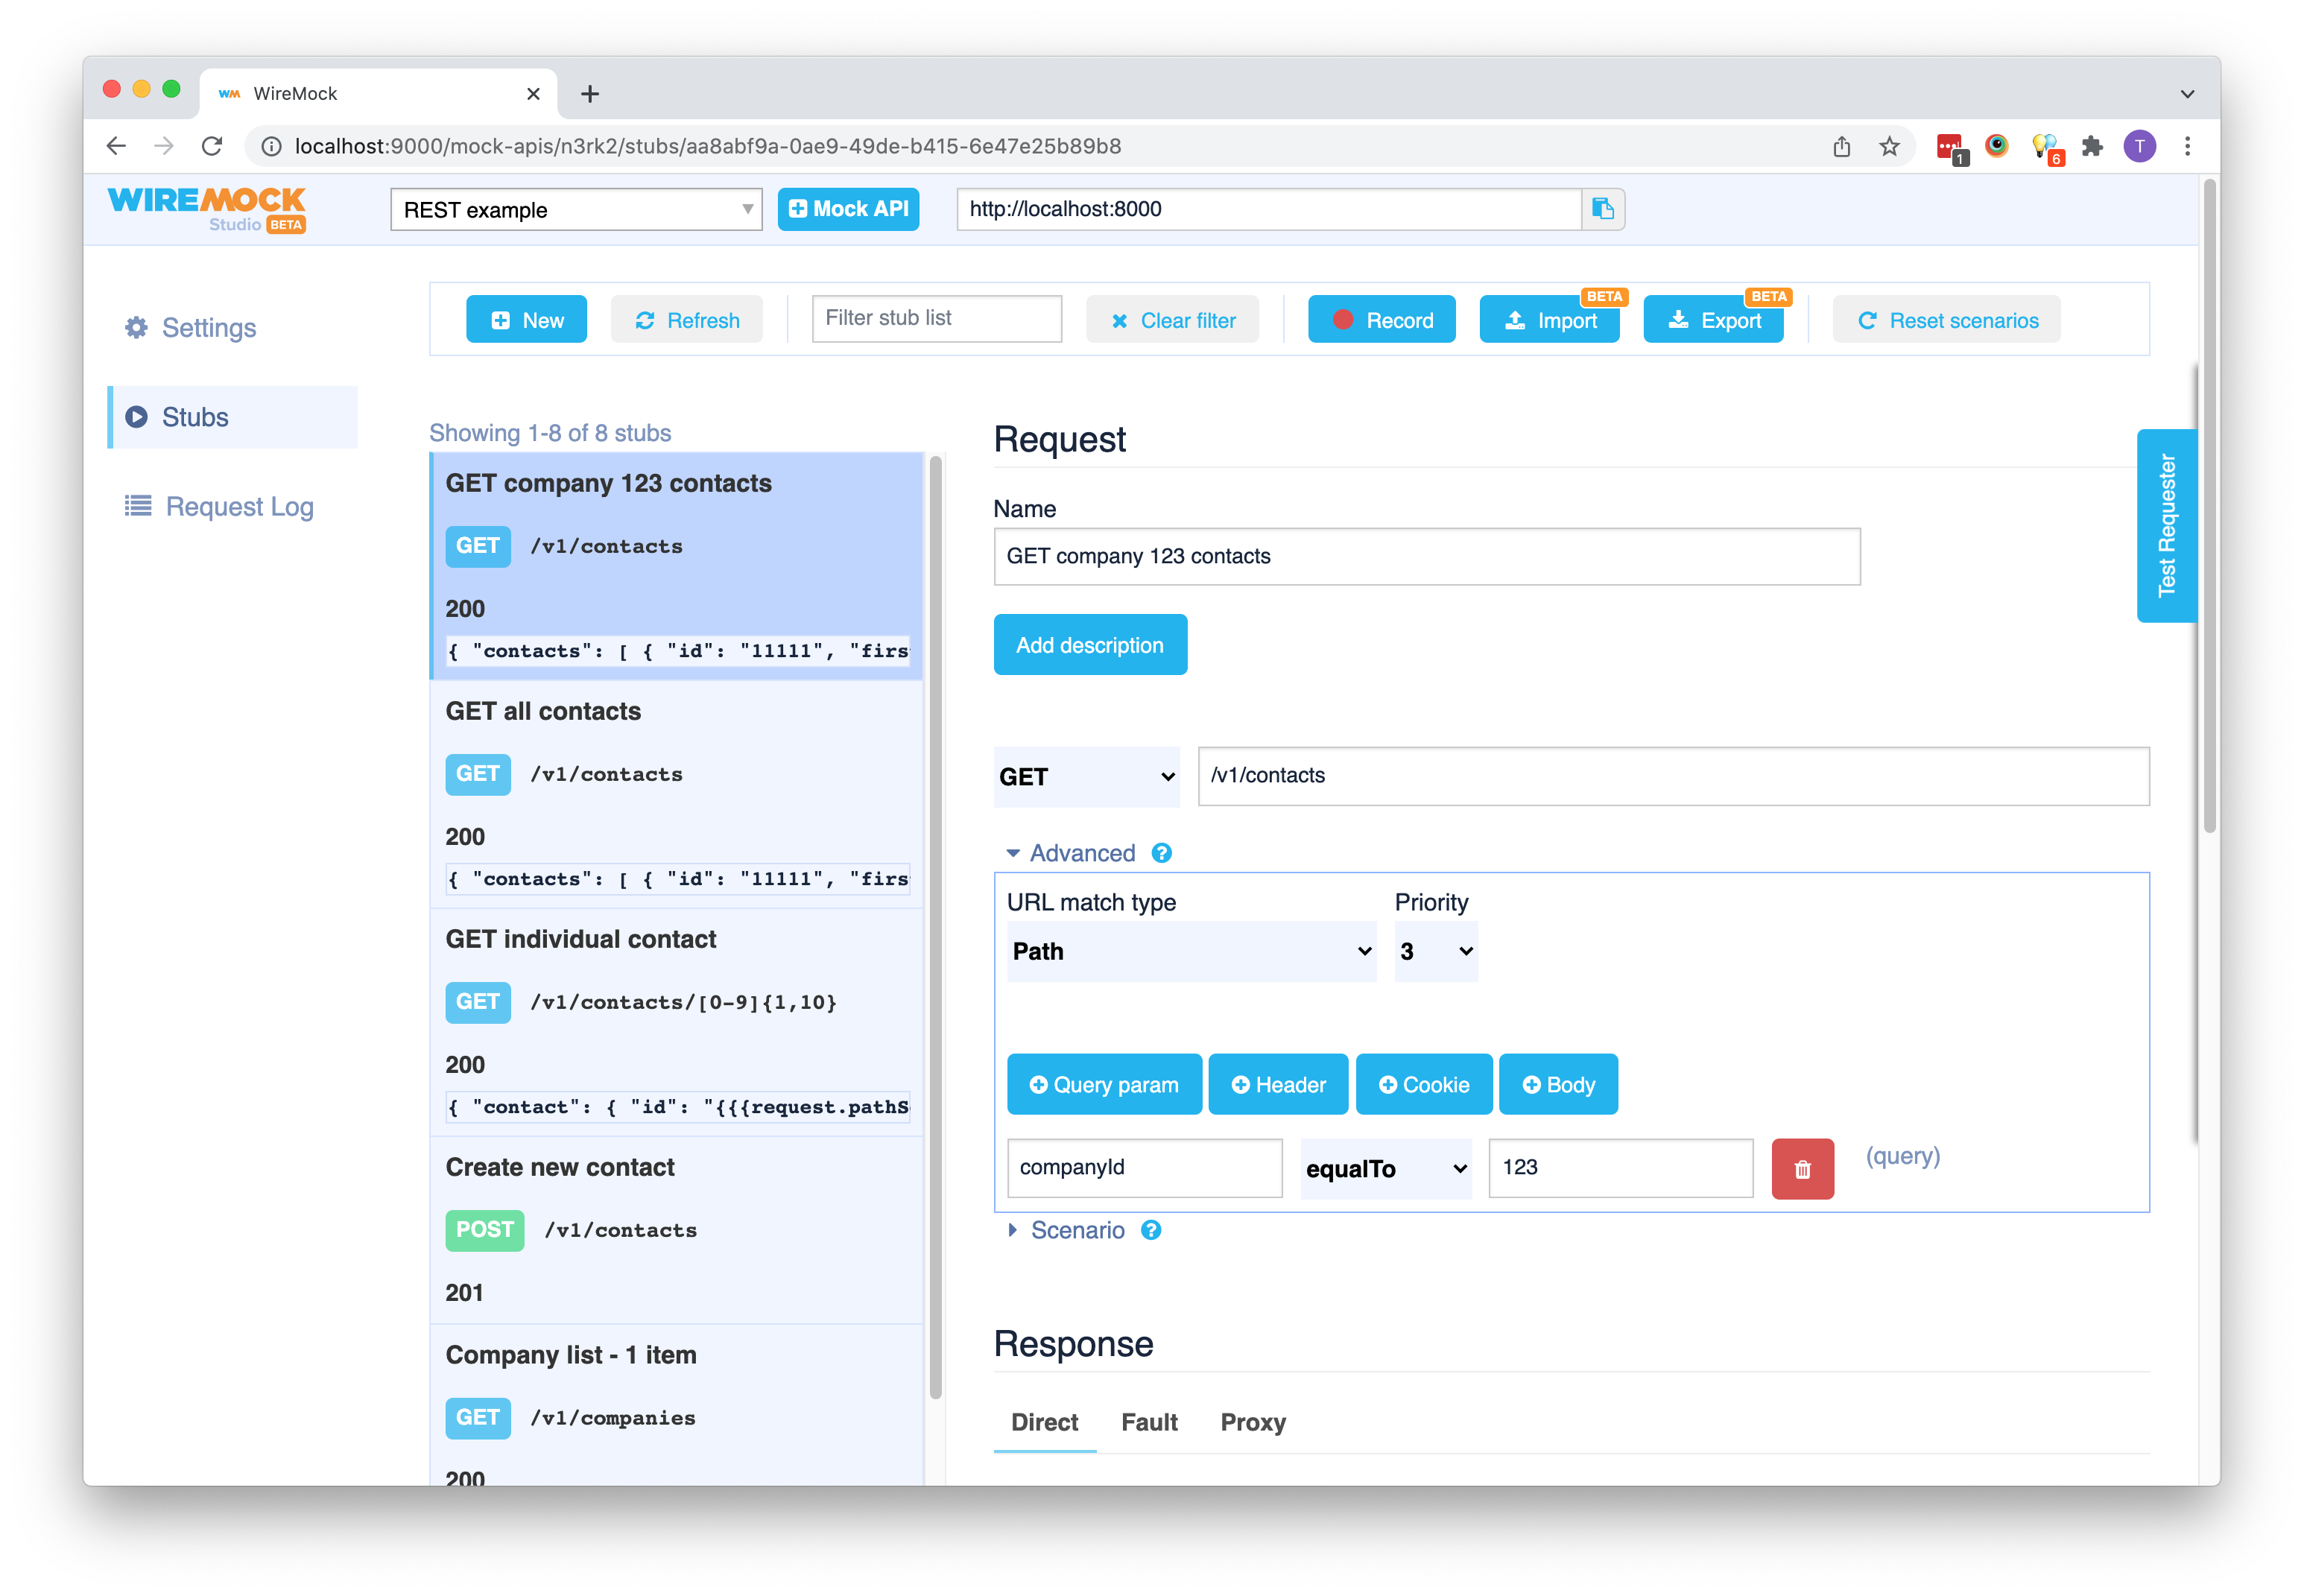 WM WireMock
localhost:9000/mock-apis/n3rk2/stubs/aa8abf9a-0ae9-49de-b415-6e47e25b89b8
1
6
T
WIREMOCK
Studio BETA
REST example
Mock API
http://localhost:8000
Settings
Stubs
Request Log
New
Refresh
Filter stub list
Clear filter
Record
Import
BETA
Export
BETA
Reset scenarios
Showing 1-8 of 8 stubs
GET company 123 contacts
GET /v1/contacts
200
{ "contacts": [ { "id": "11111", "firs
GET all contacts
GET /v1/contacts
200
{ "contacts": [ { "id": "11111", "firs
GET individual contact
GET /v1/contacts/[0-9]{1,10}
200
{ "contact": { "id": "{{{request.pathS
Create new contact
POST /v1/contacts
201
Company list - 1 item
GET /v1/companies
200
Request
Name
GET company 123 contacts
Add description
GET
/v1/contacts
Advanced ?
URL match type
Priority
Path
3
Query param
Header
Cookie
Body
companyId
equalTo
123
(query)
Scenario ?
Response
Direct
Fault
Proxy
Test Requester